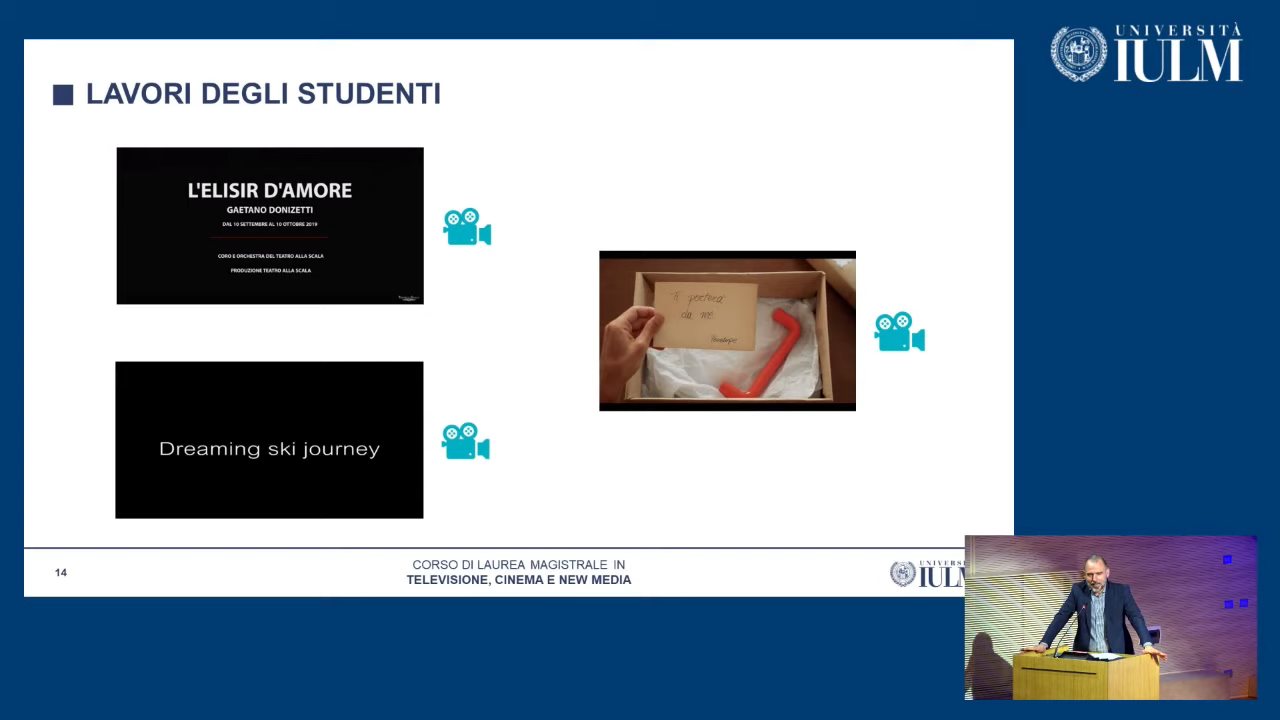 UNIVERSITÀ
IULM
LAVORI DEGLI STUDENTI
L'ELISIR D'AMORE
GAETANO DONIZETTI
DAL 10 SETTEMBRE AL 10 OTTOBRE 2019
CORO E ORCHESTRA DEL TEATRO ALLA SCALA
PRODUZIONE TEATRO ALLA SCALA
Ti porterà
da me.
Penelope
Dreaming ski journey
14
CORSO DI LAUREA MAGISTRALE IN
TELEVISIONE, CINEMA E NEW MEDIA